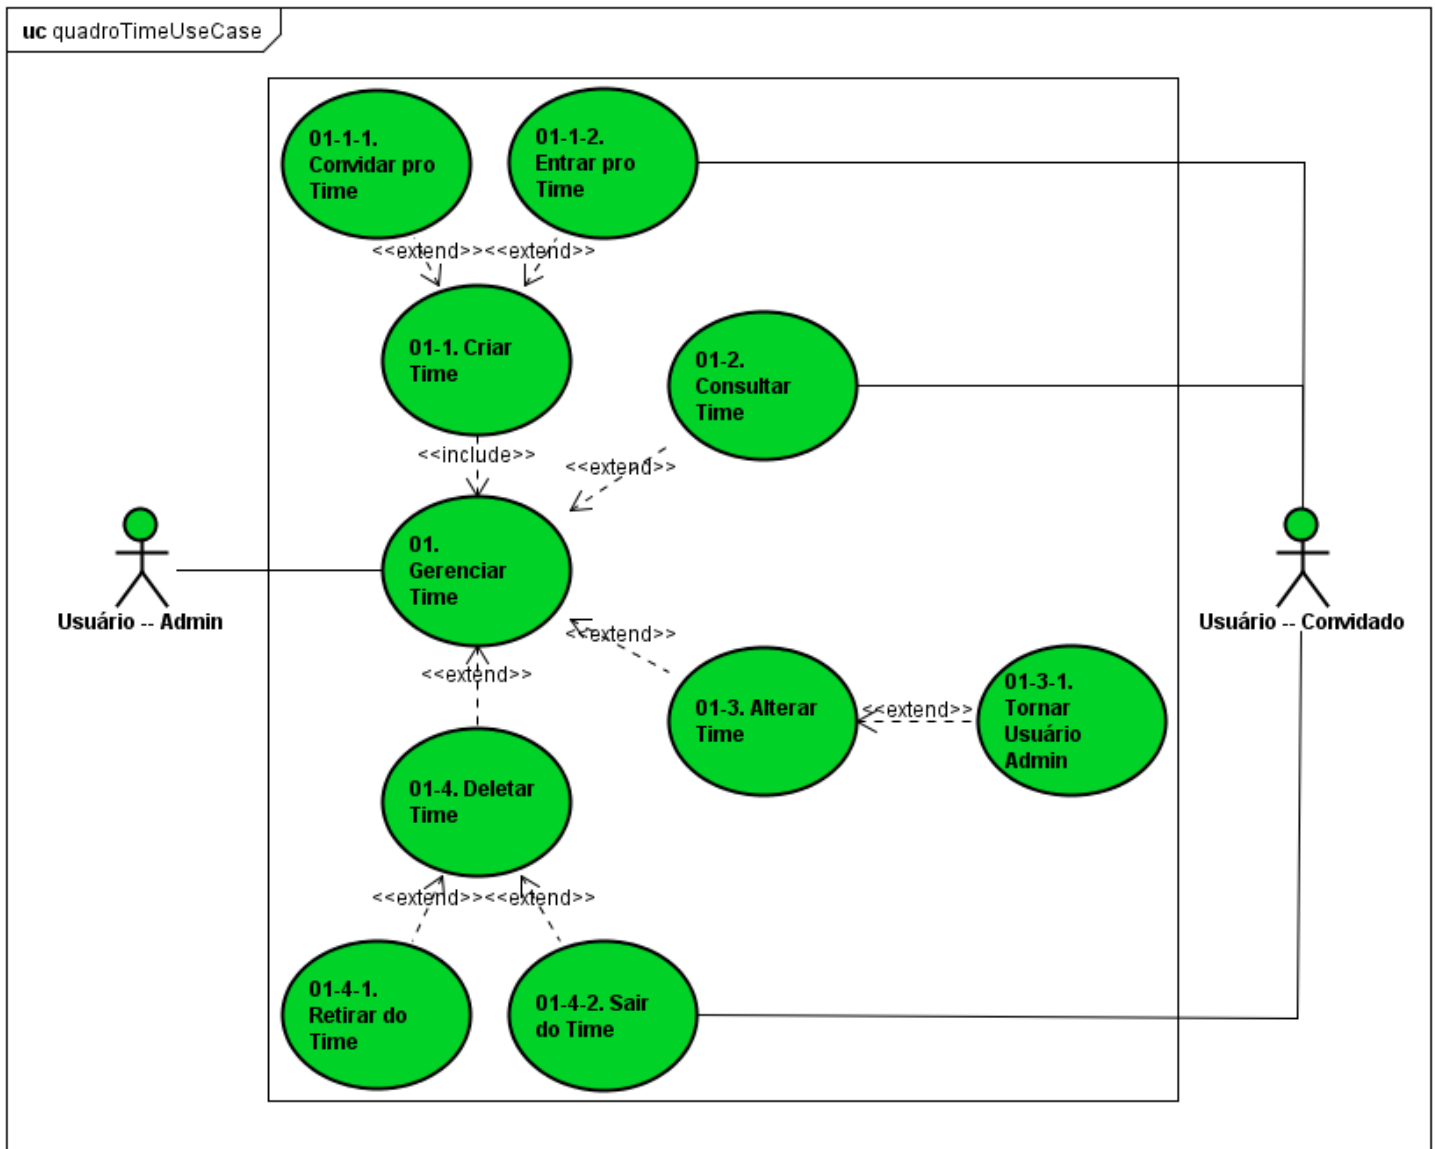 uc quadroTimeUseCase
01-1-1.
Convidar pro
Time
01-1-2.
Entrar pro
Time
<<extend>>
<<extend>>
01-1. Criar
Time
01-2.
Consultar
Time
<<include>>
<<extend>>
01.
Gerenciar
Time
Usuário -- Admin
Usuário -- Convidado
<<extend>>
<<extend>>
01-3. Alterar
Time
<<extend>>
01-3-1.
Tornar
Usuário
Admin
01-4. Deletar
Time
<<extend>>
<<extend>>
01-4-1.
Retirar do
Time
01-4-2. Sair
do Time